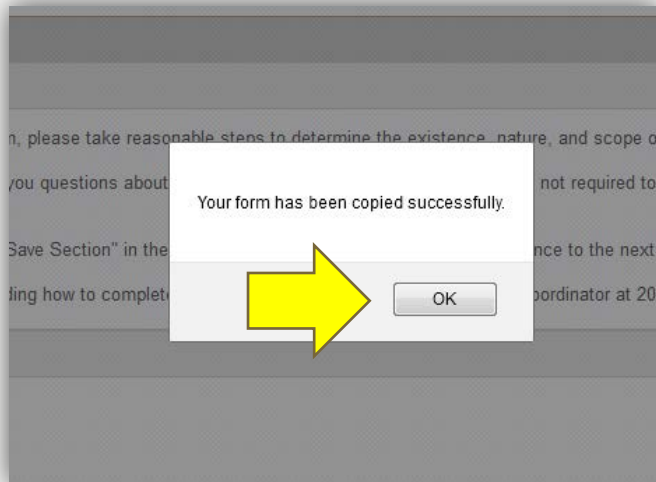 n, please take reasonable steps to determine the existence, nature, and scope o
you questions about
not required to
Your form has been copied successfully.
Save Section" in the
nce to the next
ding how to complet
oordinator at 20
OK